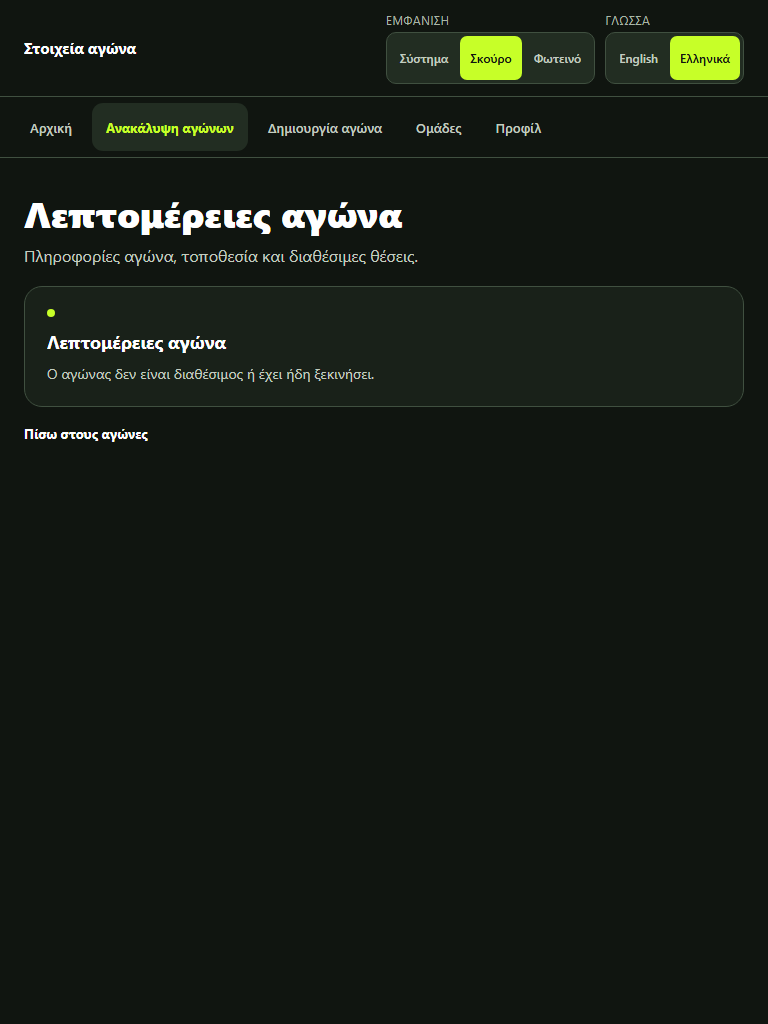 Στοιχεία αγώνα
ΕΜΦΑΝΙΣΗ
Σύστημα Σκούρο Φωτεινό
ΓΛΩΣΣΑ
English Ελληνικά
Αρχική Ανακάλυψη αγώνων Δημιουργία αγώνα Ομάδες Προφίλ
Λεπτομέρειες αγώνα
Πληροφορίες αγώνα, τοποθεσία και διαθέσιμες θέσεις.
Λεπτομέρειες αγώνα
Ο αγώνας δεν είναι διαθέσιμος ή έχει ήδη ξεκινήσει.
Πίσω στους αγώνες